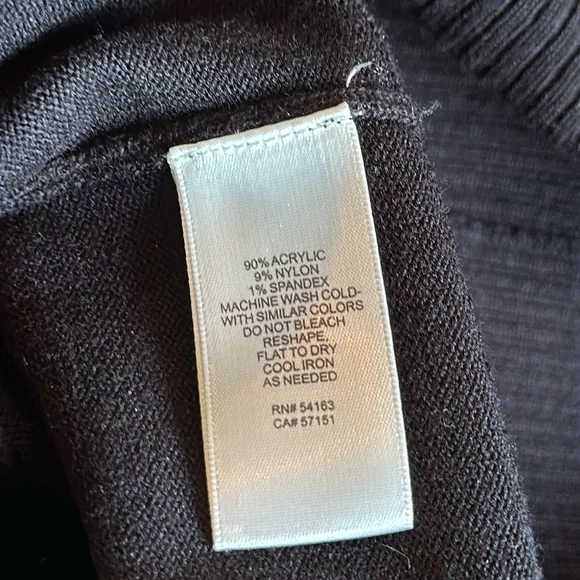 90% ACRYLIC
9% NYLON
1% SPANDEX
MACHINE WASH COLD-
WITH SIMILAR COLORS
DO NOT BLEACH
RESHAPE,
FLAT TO DRY
COOL IRON
AS NEEDED
RN# 54163
CA# 57151